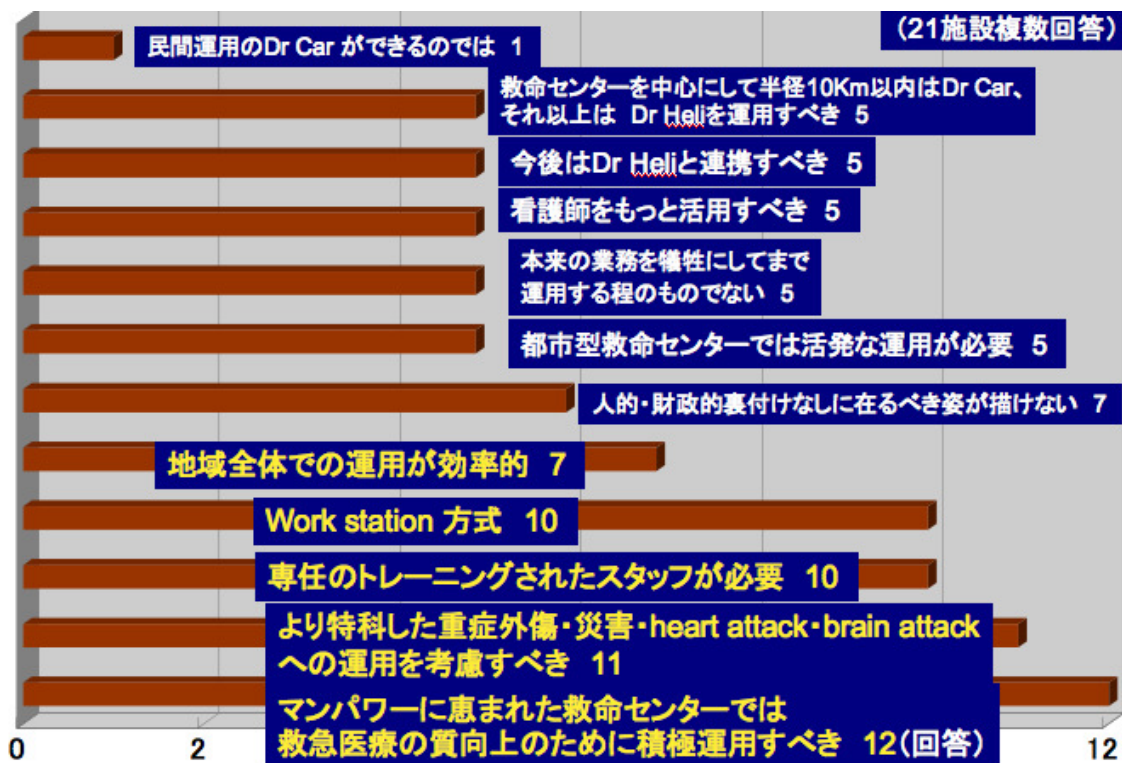 (21施設複数回答)
民間運用のDr Car ができるのでは 1
救命センターを中心にして半径10Km以内はDr Car、
それ以上は Dr Heliを運用すべき 5
今後はDr Heliと連携すべき 5
看護師をもっと活用すべき 5
本来の業務を犠牲にしてまで
運用する程のものでない 5
都市型救命センターでは活発な運用が必要 5
人的・財政的裏付けなしに在るべき姿が描けない 7
地域全体での運用が効率的 7
Work station 方式 10
専任のトレーニングされたスタッフが必要 10
より特科した重症外傷・災害・heart attack・brain attack
への運用を考慮すべき 11
マンパワーに恵まれた救命センターでは
救急医療の質向上のために積極運用すべき 12(回答)
0 2 12